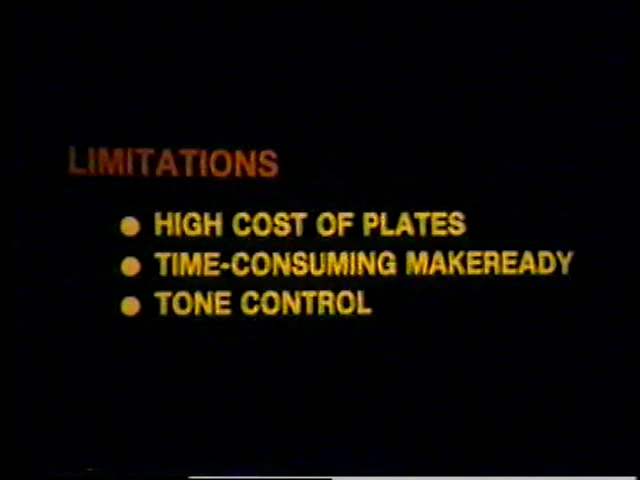 LIMITATIONS
● HIGH COST OF PLATES
● TIME-CONSUMING MAKEREADY
● TONE CONTROL